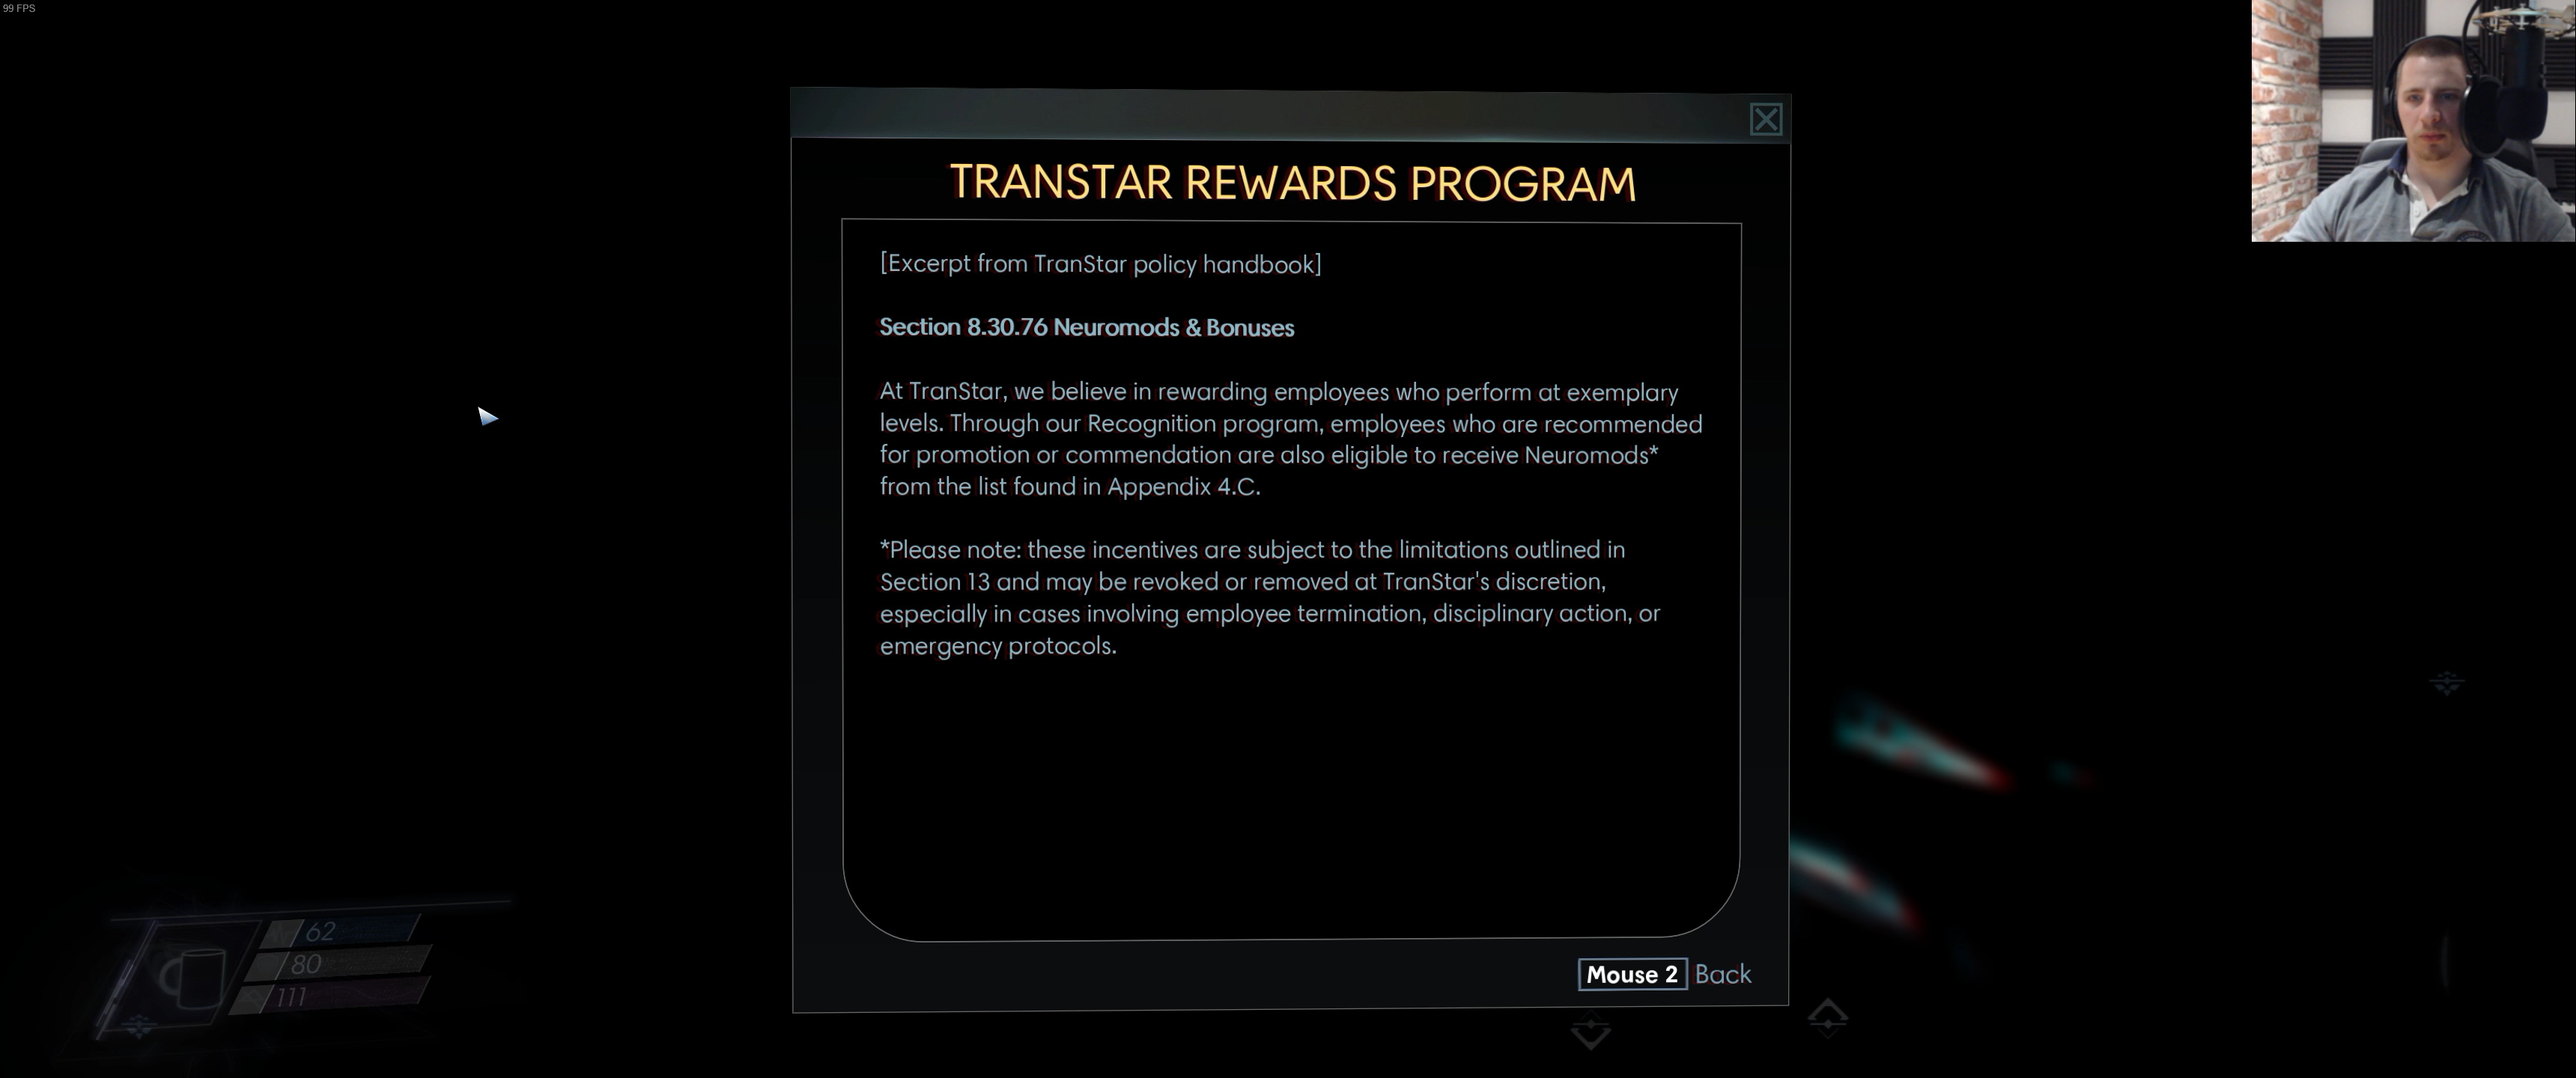 99 FPS
TRANSTAR REWARDS PROGRAM
[Excerpt from TranStar policy handbook]
Section 8.30.76 Neuromods & Bonuses
At TranStar, we believe in rewarding employees who perform at exemplary
levels. Through our Recognition program, employees who are recommended
for promotion or commendation are also eligible to receive Neuromods*
from the list found in Appendix 4.C.
*Please note: these incentives are subject to the limitations outlined in
Section 13 and may be revoked or removed at TranStar's discretion,
especially in cases involving employee termination, disciplinary action, or
emergency protocols.
62
80
111
Mouse 2 Back